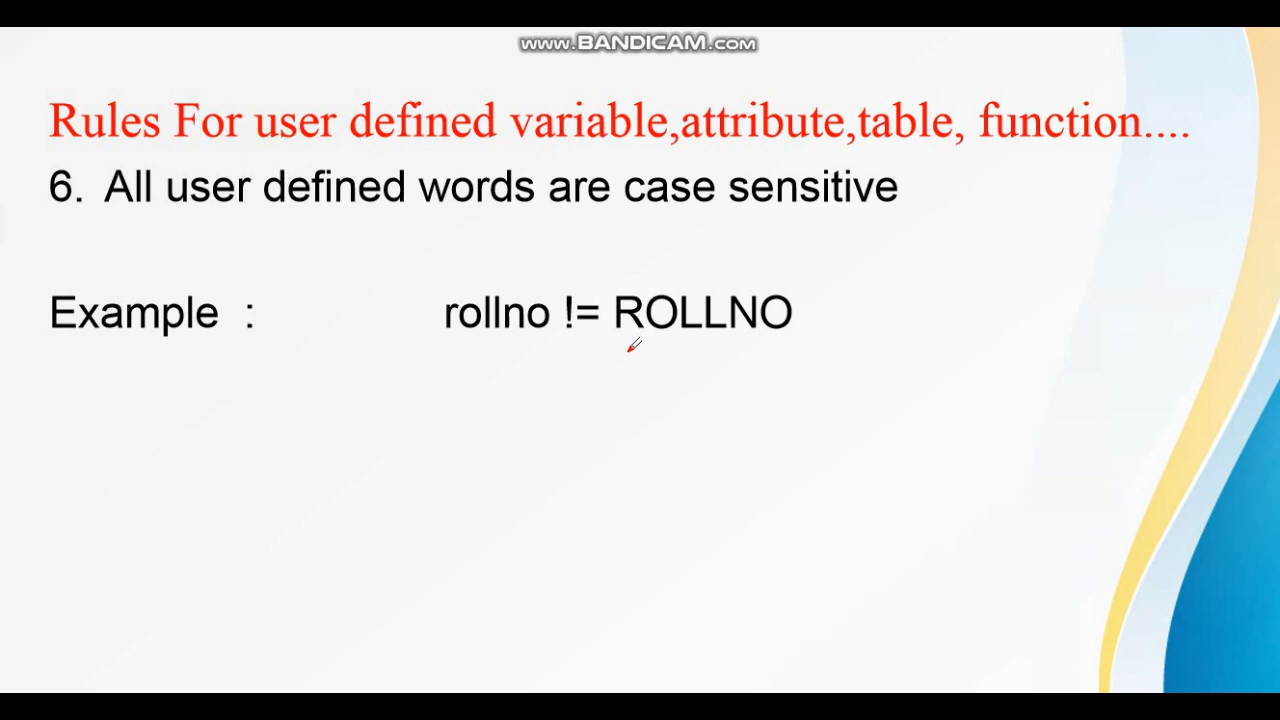 www.BANDICAM.com
Rules For user defined variable,attribute,table, function....
6. All user defined words are case sensitive
Example : rollno != ROLLNO